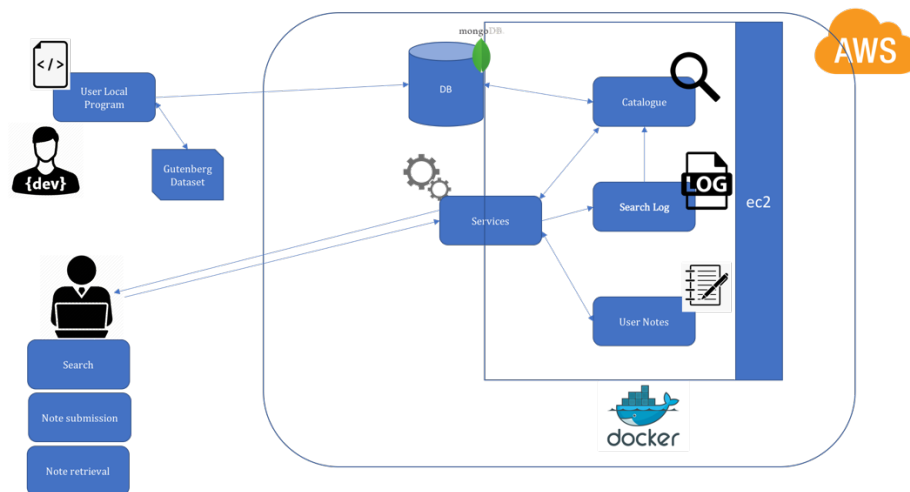 mongoDB
AWS
</>
User Local
Program
DB
Catalogue
{dev}
Gutenberg
Dataset
LOG
Search Log
ec2
Services
User Notes
Search
Note submission
Note retrieval
docker